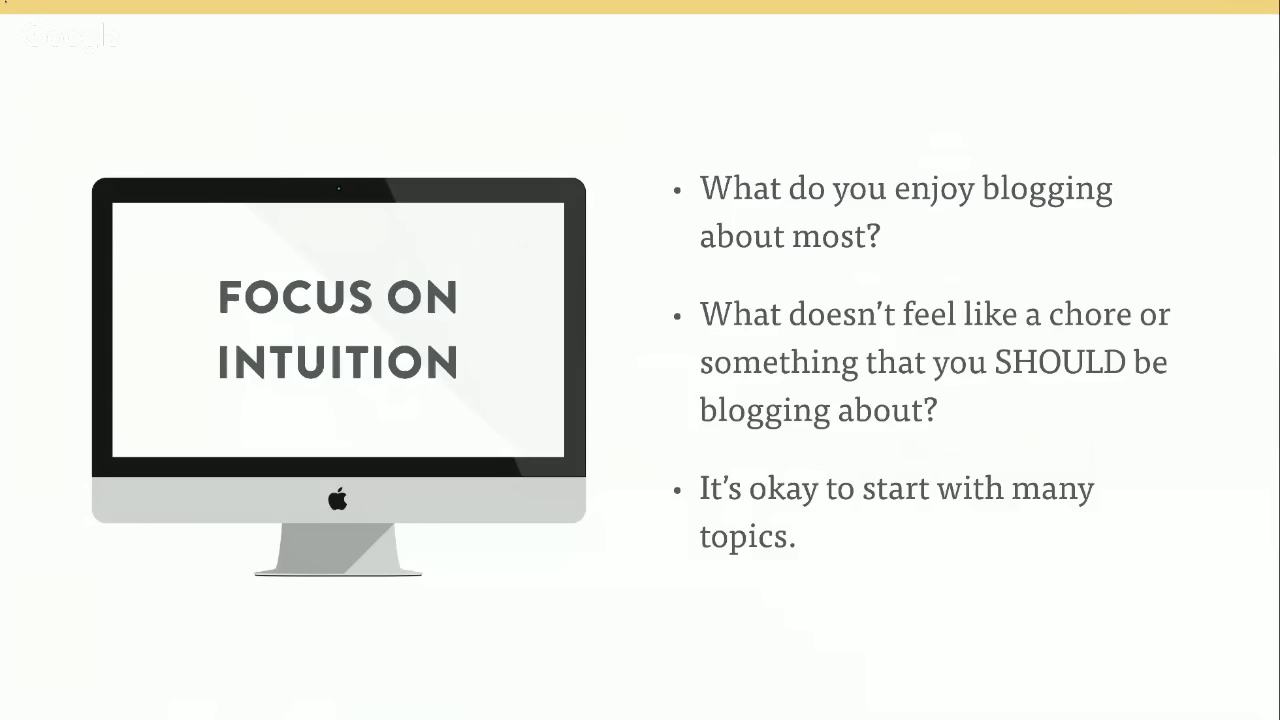 Google
FOCUS ON
INTUITION
• What do you enjoy blogging
about most?
• What doesn’t feel like a chore or
something that you SHOULD be
blogging about?
• It’s okay to start with many
topics.